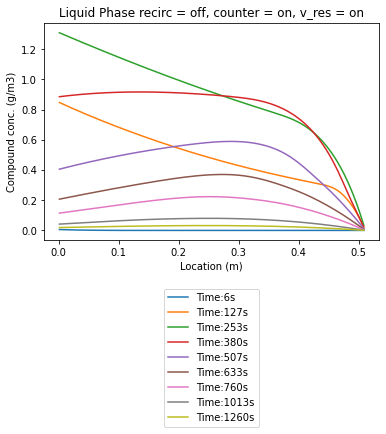 Liquid Phase recirc = off, counter = on, v_res = on
Compound conc. (g/m3)
1.2
1.0
0.8
0.6
0.4
0.2
0.0
0.0 0.1 0.2 0.3 0.4 0.5
Location (m)
Time:6s
Time:127s
Time:253s
Time:380s
Time:507s
Time:633s
Time:760s
Time:1013s
Time:1260s